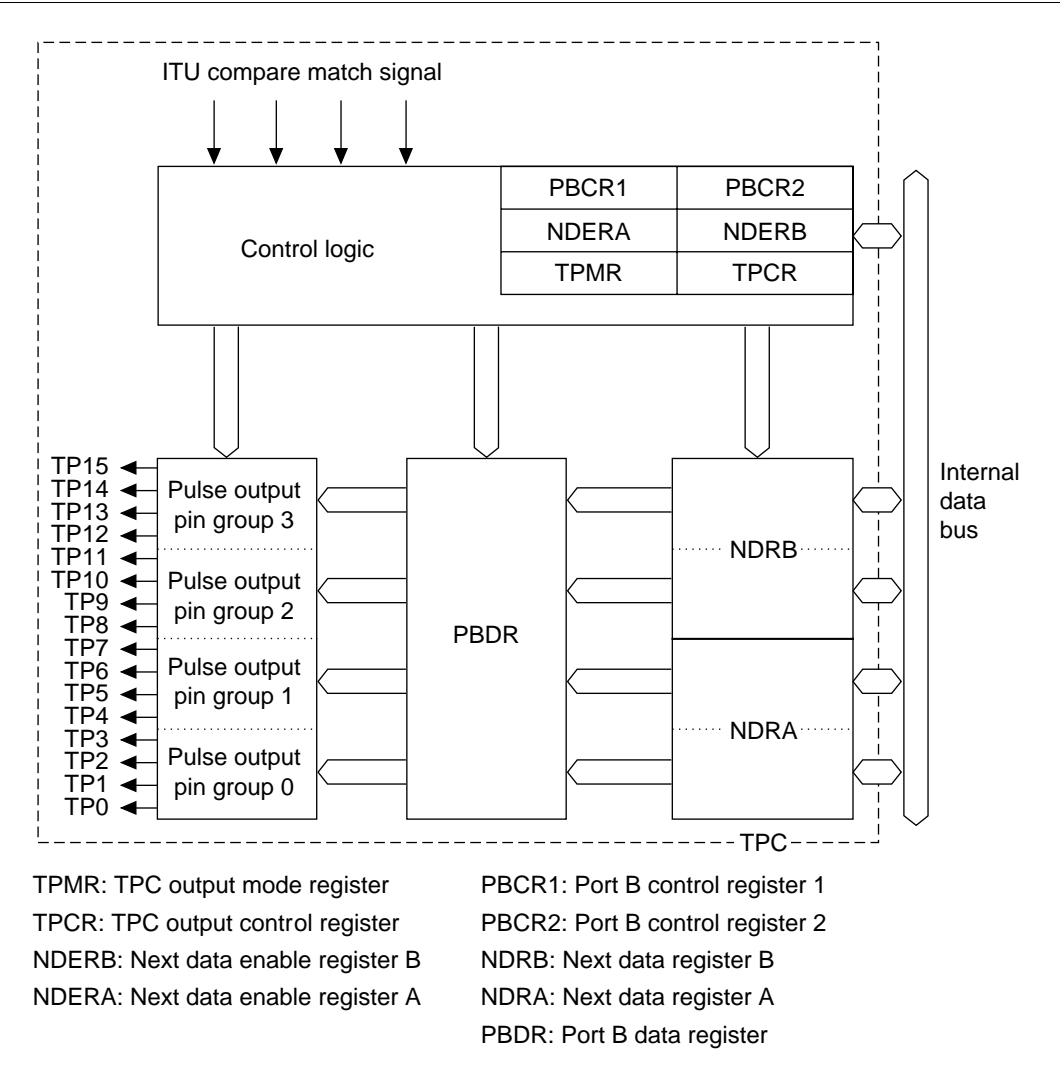 ITU compare match signal
Control logic
PBCR1 PBCR2
NDERA NDERB
TPMR TPCR
TP15
TP14
TP13
TP12
TP11
TP10
TP9
TP8
TP7
TP6
TP5
TP4
TP3
TP2
TP1
TP0
Pulse output
pin group 3
Pulse output
pin group 2
Pulse output
pin group 1
Pulse output
pin group 0
PBDR
NDRB
NDRA
Internal
data
bus
TPC
TPMR: TPC output mode register
TPCR: TPC output control register
NDERB: Next data enable register B
NDERA: Next data enable register A
PBCR1: Port B control register 1
PBCR2: Port B control register 2
NDRB: Next data register B
NDRA: Next data register A
PBDR: Port B data register